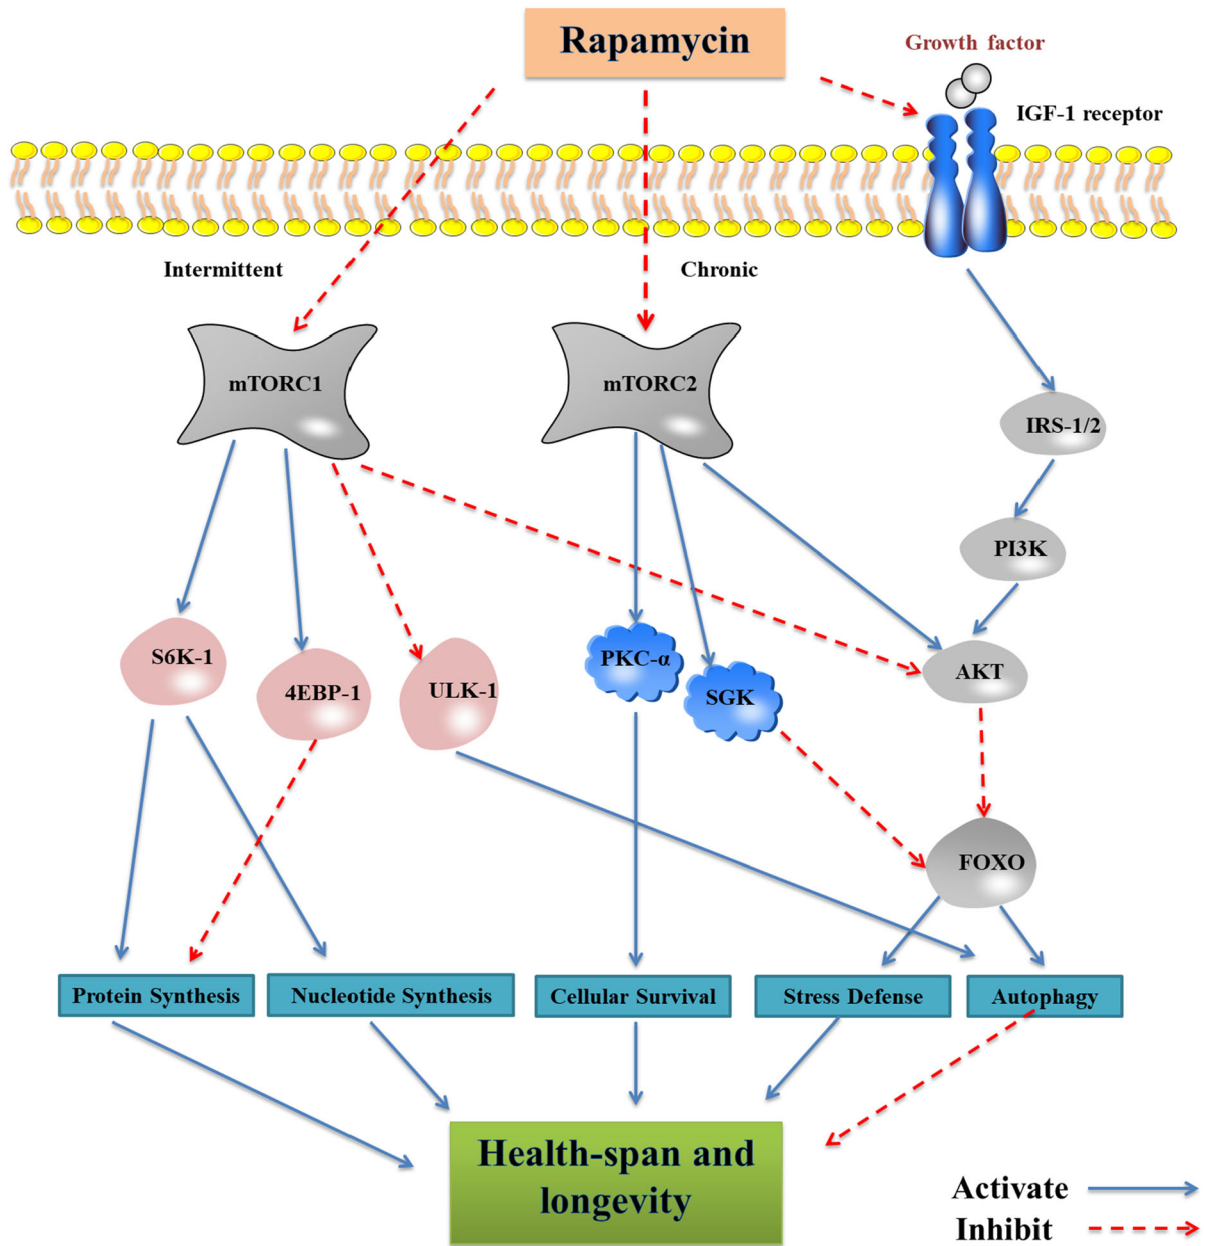 Rapamycin
Growth factor
IGF-1 receptor
Intermittent
Chronic
mTORC1
mTORC2
IRS-1/2
PI3K
S6K-1
4EBP-1
ULK-1
PKC-α
SGK
AKT
FOXO
Protein Synthesis
Nucleotide Synthesis
Cellular Survival
Stress Defense
Autophagy
Health-span and
longevity
Activate
Inhibit